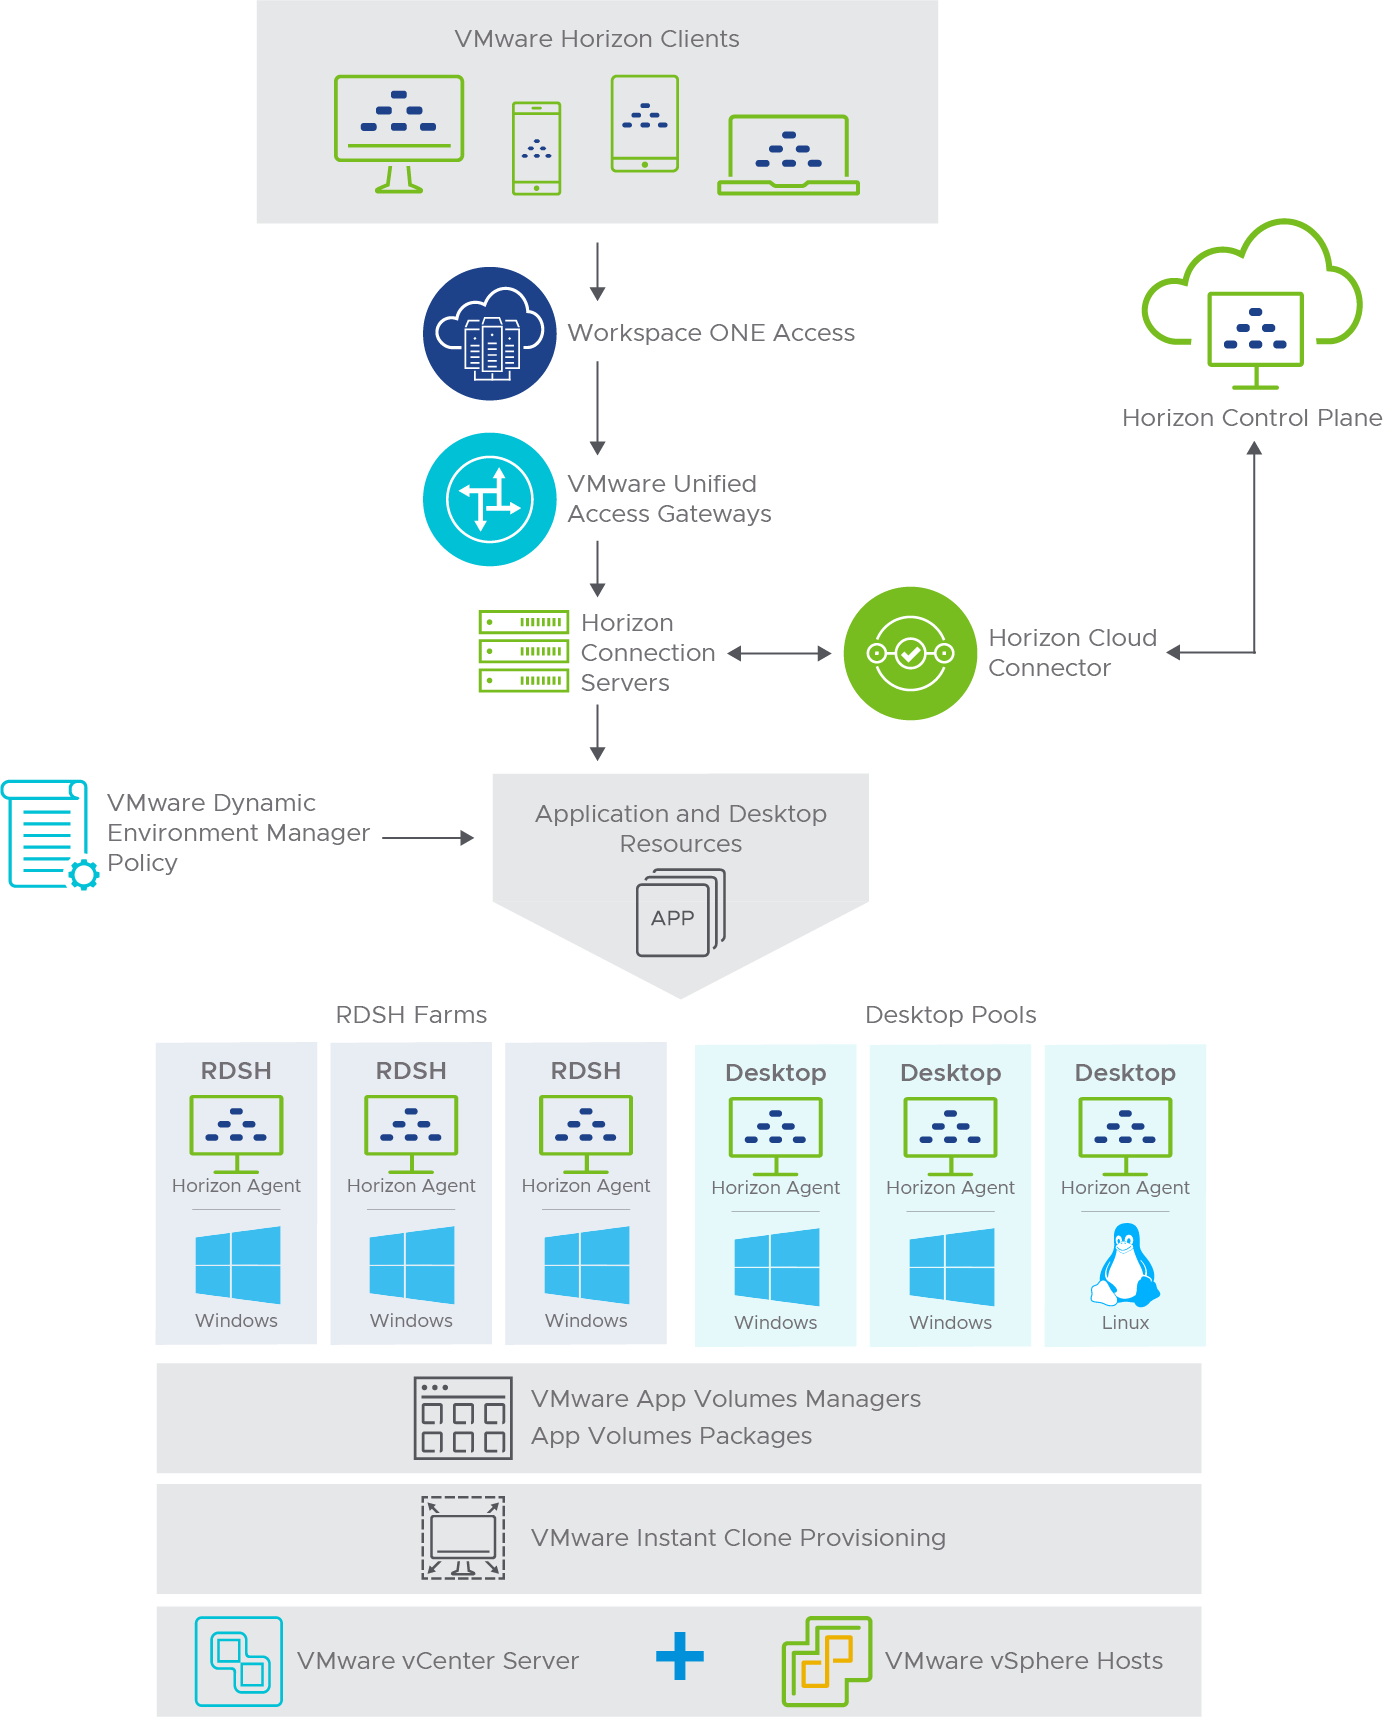 VMware Horizon Clients
Workspace ONE Access
Horizon Control Plane
VMware Unified
Access Gateways
Horizon
Connection
Servers
Horizon Cloud
Connector
VMware Dynamic
Environment Manager
Policy
Application and Desktop
Resources
APP
RDSH Farms
Desktop Pools
RDSH
RDSH
RDSH
Desktop
Desktop
Desktop
Horizon Agent
Horizon Agent
Horizon Agent
Horizon Agent
Horizon Agent
Horizon Agent
Windows
Windows
Windows
Windows
Windows
Linux
VMware App Volumes Managers
App Volumes Packages
VMware Instant Clone Provisioning
VMware vCenter Server
VMware vSphere Hosts